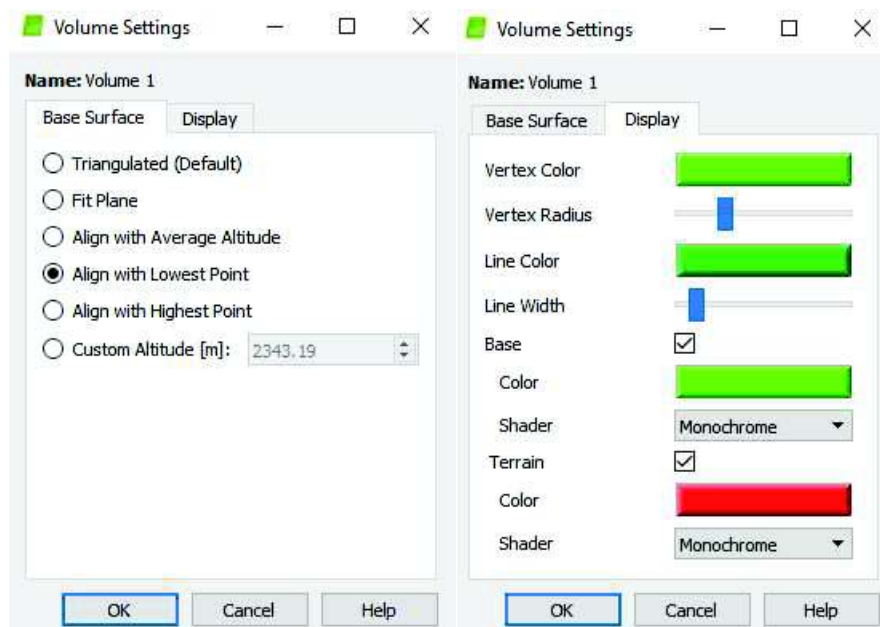 Volume Settings
Name: Volume 1
Base Surface Display
Triangulated (Default)
Fit Plane
Align with Average Altitude
Align with Lowest Point
Align with Highest Point
Custom Altitude [m]: 2343.19
OK Cancel Help
Volume Settings
Name: Volume 1
Base Surface Display
Vertex Color
Vertex Radius
Line Color
Line Width
Base
Color
Shader Monochrome
Terrain
Color
Shader Monochrome
OK Cancel Help